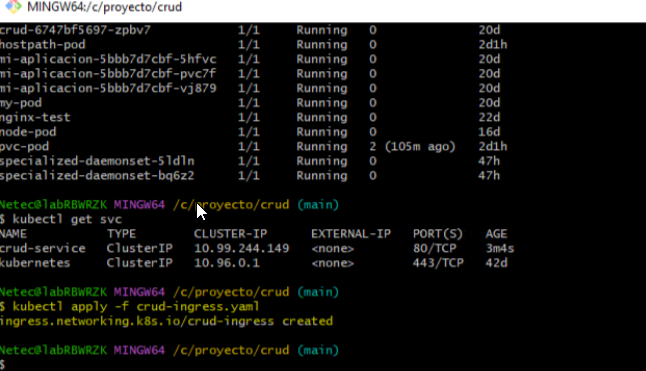 MINGW64:/c/proyecto/crud
crud-6747bf5697-zpbv7 1/1 Running 0 20d
hostpath-pod 1/1 Running 0 2d1h
mi-aplicacion-5bbb7d7cbf-5hfvc 1/1 Running 0 20d
mi-aplicacion-5bbb7d7cbf-pvc7f 1/1 Running 0 20d
mi-aplicacion-5bbb7d7cbf-vj879 1/1 Running 0 20d
my-pod 1/1 Running 0 20d
nginx-test 1/1 Running 0 22d
node-pod 1/1 Running 0 16d
pvc-pod 1/1 Running 2 (105m ago) 2d1h
specialized-daemonset-5ldln 1/1 Running 0 47h
specialized-daemonset-bq6z2 1/1 Running 0 47h
Netec@labRBWRZK MINGW64 /c/proyecto/crud (main)
$ kubectl get svc
NAME TYPE CLUSTER-IP EXTERNAL-IP PORT(S) AGE
crud-service ClusterIP 10.99.244.149 <none> 80/TCP 3m4s
kubernetes ClusterIP 10.96.0.1 <none> 443/TCP 42d
Netec@labRBWRZK MINGW64 /c/proyecto/crud (main)
$ kubectl apply -f crud-ingress.yaml
ingress.networking.k8s.io/crud-ingress created
Netec@labRBWRZK MINGW64 /c/proyecto/crud (main)
$